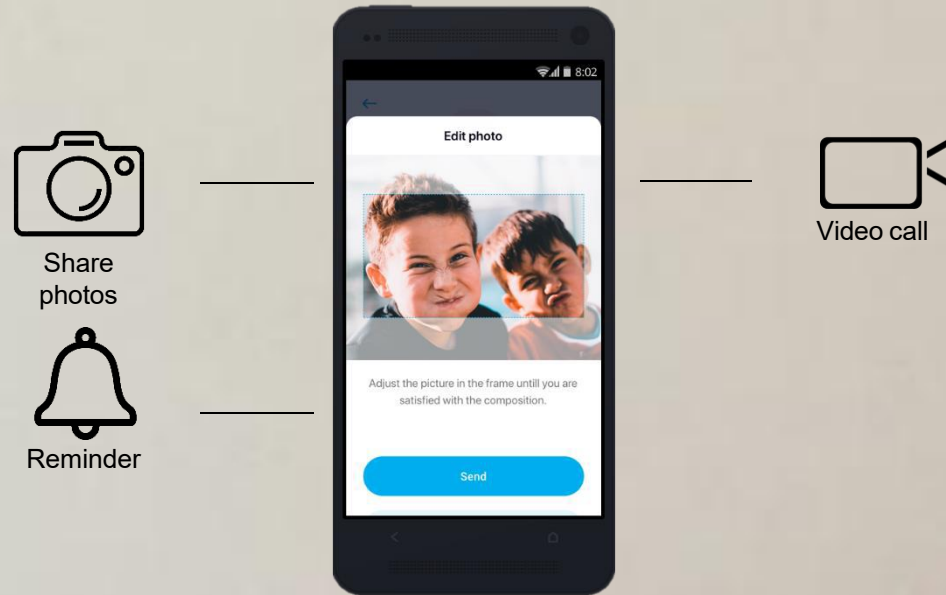 8:02
Edit photo
Share
photos
Video call
Adjust the picture in the frame untill you are
satisfied with the composition.
Reminder
Send